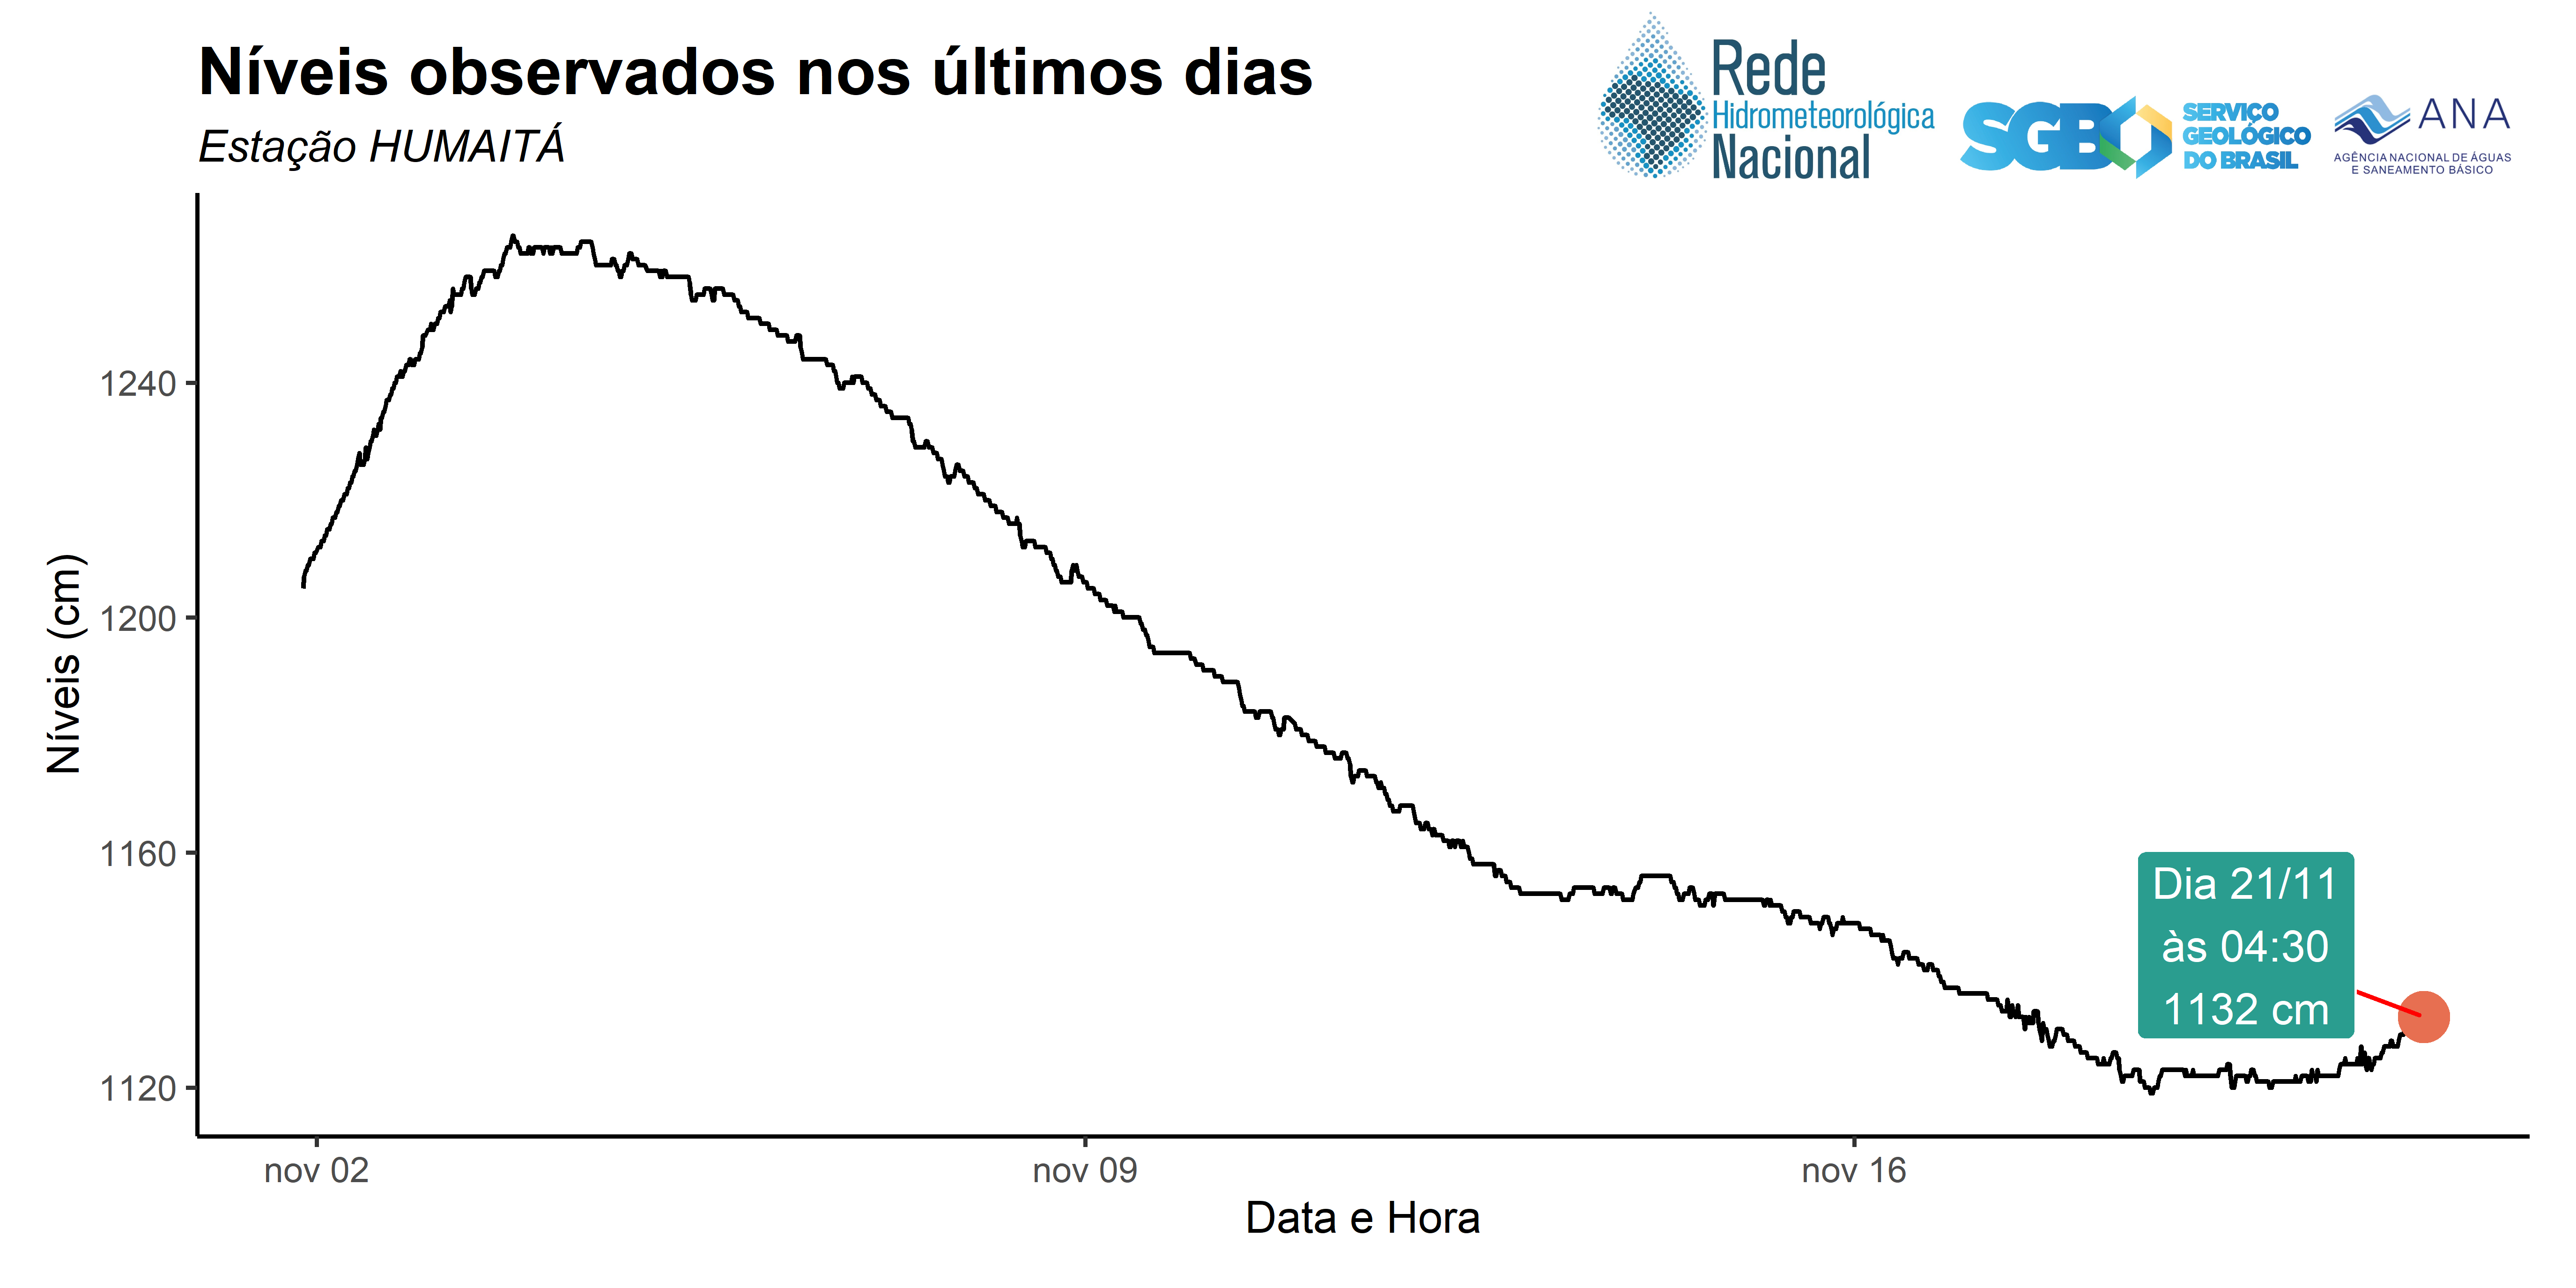 Níveis observados nos últimos dias
Estação HUMAITÁ
Rede
Hidrometeorológica
Nacional
SGB
SERVIÇO
GEOLÓGICO
DO BRASIL
ANA
AGÊNCIA NACIONAL DE ÁGUAS
E SANEAMENTO BÁSICO
Níveis (cm)
1240
1200
1160
1120
Dia 21/11
às 04:30
1132 cm
nov 02
nov 09
nov 16
Data e Hora